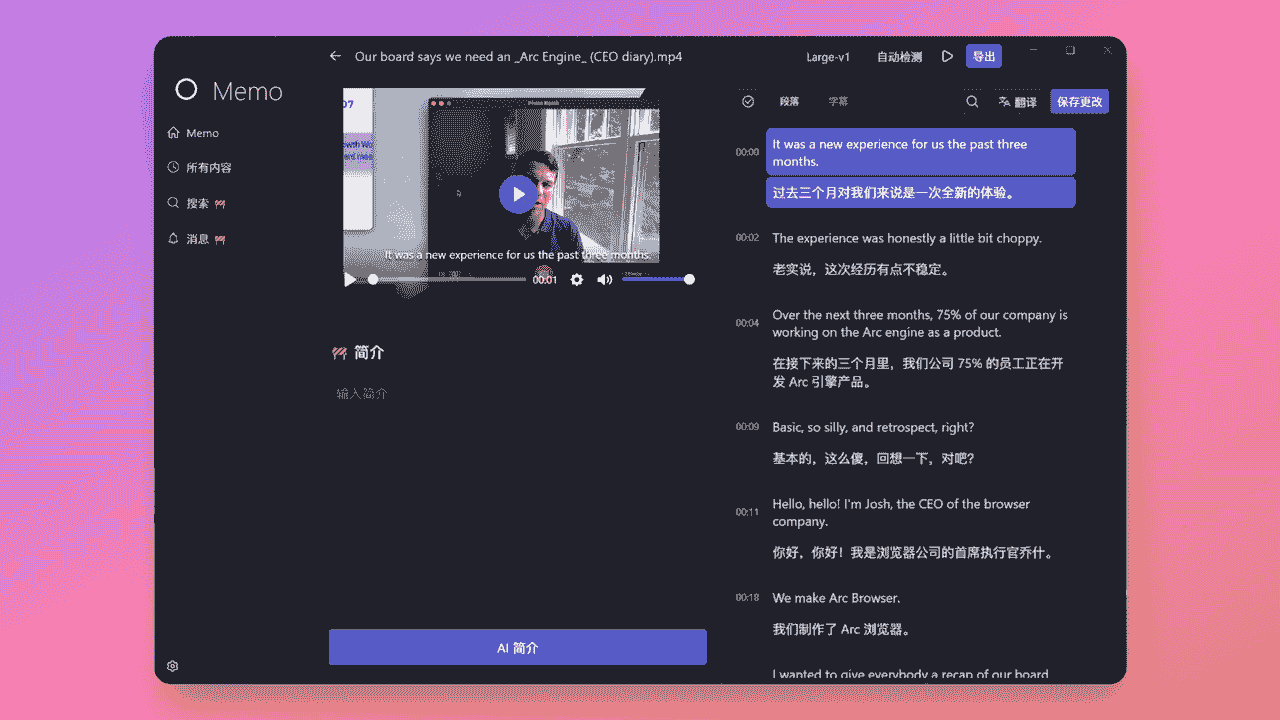 Our board says we need an _Arc Engine_ (CEO diary).mp4
Large-v1
自动检测
导出
Memo
Memo
所有内容
搜索
消息
07
It was a new experience for us the past three months.
00:01
简介
输入简介
AI 简介
段落
字幕
翻译
保存更改
00:00
It was a new experience for us the past three
months.
过去三个月对我们来说是一次全新的体验。
00:02
The experience was honestly a little bit choppy.
老实说，这次经历有点不稳定。
00:04
Over the next three months, 75% of our company is
working on the Arc engine as a product.
在接下来的三个月里，我们公司 75% 的员工正在开
发 Arc 引擎产品。
00:09
Basic, so silly, and retrospect, right?
基本的，这么傻，回想一下，对吧？
00:11
Hello, hello! I'm Josh, the CEO of the browser
company.
你好，你好！我是浏览器公司的首席执行官乔什。
00:18
We make Arc Browser.
我们制作了 Arc 浏览器。
I wanted to give everybody a recap of our board